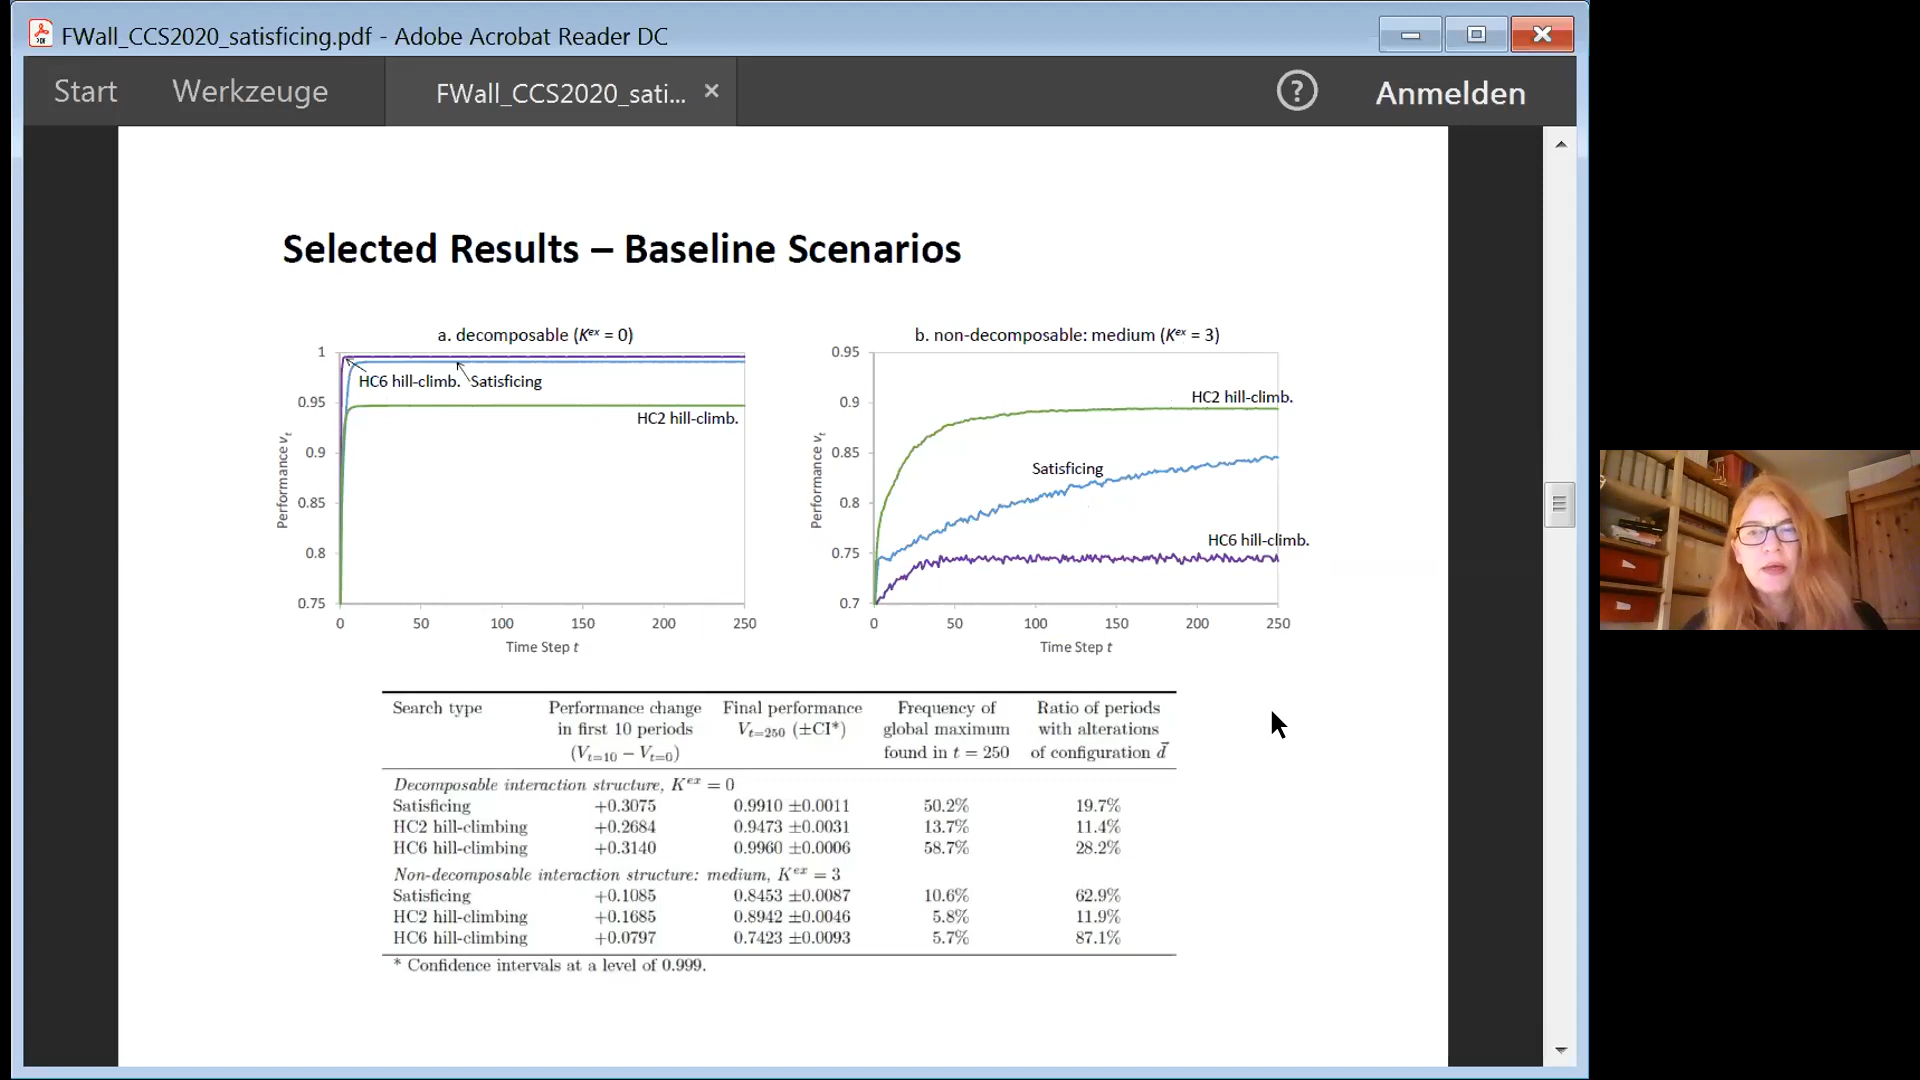 FWall_CCS2020_satisficing.pdf - Adobe Acrobat Reader DC
Start Werkzeuge FWall_CCS2020_sati... × ? Anmelden
Selected Results – Baseline Scenarios
a. decomposable (Kᵉˣ = 0)
1
0.95
0.9
0.85
0.8
0.75
Performance vₜ
HC6 hill-climb. Satisficing
HC2 hill-climb.
0 50 100 150 200 250
Time Step t
b. non-decomposable: medium (Kᵉˣ = 3)
0.95
0.9
0.85
0.8
0.75
0.7
Performance vₜ
HC2 hill-climb.
Satisficing
HC6 hill-climb.
0 50 100 150 200 250
Time Step t
Search type Performance change Final performance Frequency of Ratio of periods
in first 10 periods Vₜ₌₂₅₀ (±CI*) global maximum with alterations
(Vₜ₌₁₀ − Vₜ₌₀) found in t = 250 of configuration d⃗
Decomposable interaction structure, Kᵉˣ = 0
Satisficing +0.3075 0.9910 ±0.0011 50.2% 19.7%
HC2 hill-climbing +0.2684 0.9473 ±0.0031 13.7% 11.4%
HC6 hill-climbing +0.3140 0.9960 ±0.0006 58.7% 28.2%
Non-decomposable interaction structure: medium, Kᵉˣ = 3
Satisficing +0.1085 0.8453 ±0.0087 10.6% 62.9%
HC2 hill-climbing +0.1685 0.8942 ±0.0046 5.8% 11.9%
HC6 hill-climbing +0.0797 0.7423 ±0.0093 5.7% 87.1%
* Confidence intervals at a level of 0.999.